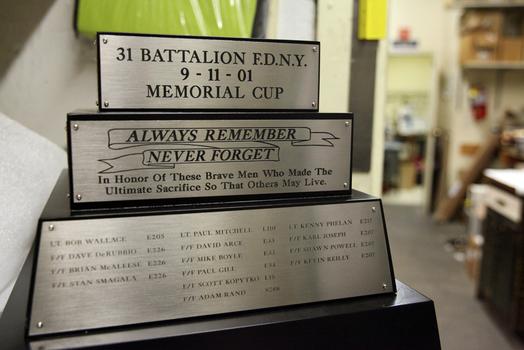 31 BATTALION F.D.N.Y.
9 - 11 - 01
MEMORIAL CUP
ALWAYS REMEMBER
NEVER FORGET
In Honor Of These Brave Men Who Made The
Ultimate Sacrifice So That Others May Live.
LT. BOB WALLACE E205
F/F DAVE DeRUBBIO E226
F/F BRIAN McALEESE E226
F/F STAN SMAGALA E226
LT. PAUL MITCHELL L110
F/F DAVID ARCE E33
F/F MIKE BOYLE E33
F/F PAUL GILL E54
F/F SCOTT KOPYTKO L15
F/F ADAM RAND S288
LT KENNY PHELAN E217
F/F KARL JOSEPH E207
F/F SHAWN POWELL E207
F/F KEVIN REILLY E207